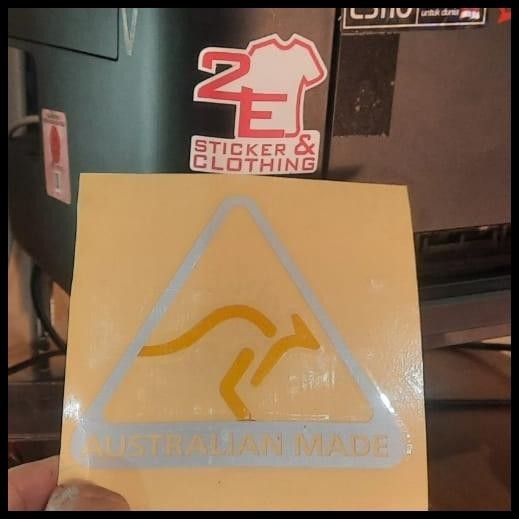 untuk dunia
2E
STICKER &
CLOTHING
AUSTRALIAN MADE